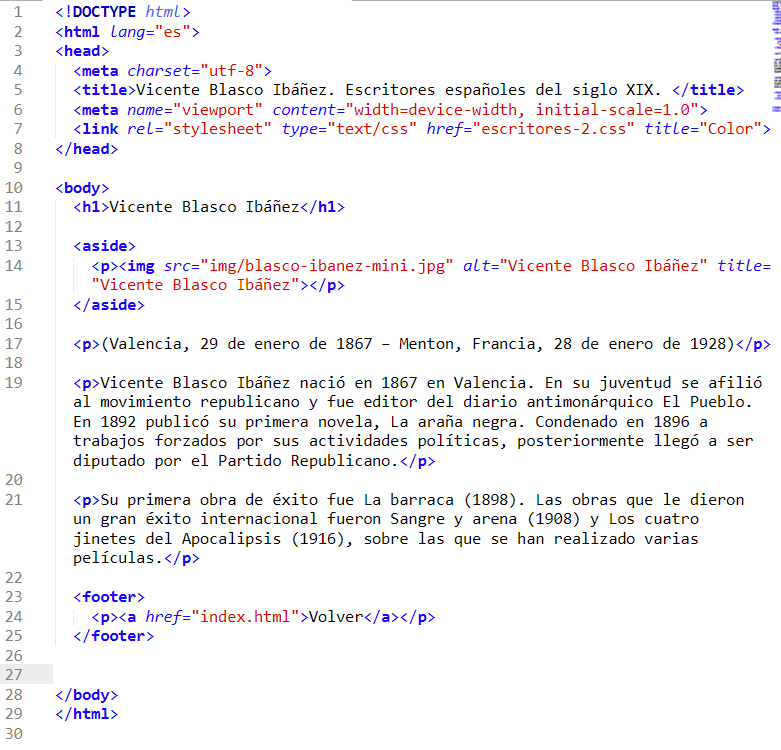 1 <!DOCTYPE html>
2 <html lang="es">
3 <head>
4 <meta charset="utf-8">
5 <title>Vicente Blasco Ibáñez. Escritores españoles del siglo XIX. </title>
6 <meta name="viewport" content="width=device-width, initial-scale=1.0">
7 <link rel="stylesheet" type="text/css" href="escritores-2.css" title="Color">
8 </head>
9
10 <body>
11 <h1>Vicente Blasco Ibáñez</h1>
12
13 <aside>
14 <p><img src="img/blasco-ibanez-mini.jpg" alt="Vicente Blasco Ibáñez" title=
"Vicente Blasco Ibáñez"></p>
15 </aside>
16
17 <p>(Valencia, 29 de enero de 1867 – Menton, Francia, 28 de enero de 1928)</p>
18
19 <p>Vicente Blasco Ibáñez nació en 1867 en Valencia. En su juventud se afilió
al movimiento republicano y fue editor del diario antimonárquico El Pueblo.
En 1892 publicó su primera novela, La araña negra. Condenado en 1896 a
trabajos forzados por sus actividades políticas, posteriormente llegó a ser
diputado por el Partido Republicano.</p>
20
21 <p>Su primera obra de éxito fue La barraca (1898). Las obras que le dieron
un gran éxito internacional fueron Sangre y arena (1908) y Los cuatro
jinetes del Apocalipsis (1916), sobre las que se han realizado varias
películas.</p>
22
23 <footer>
24 <p><a href="index.html">Volver</a></p>
25 </footer>
26
27
28 </body>
29 </html>
30